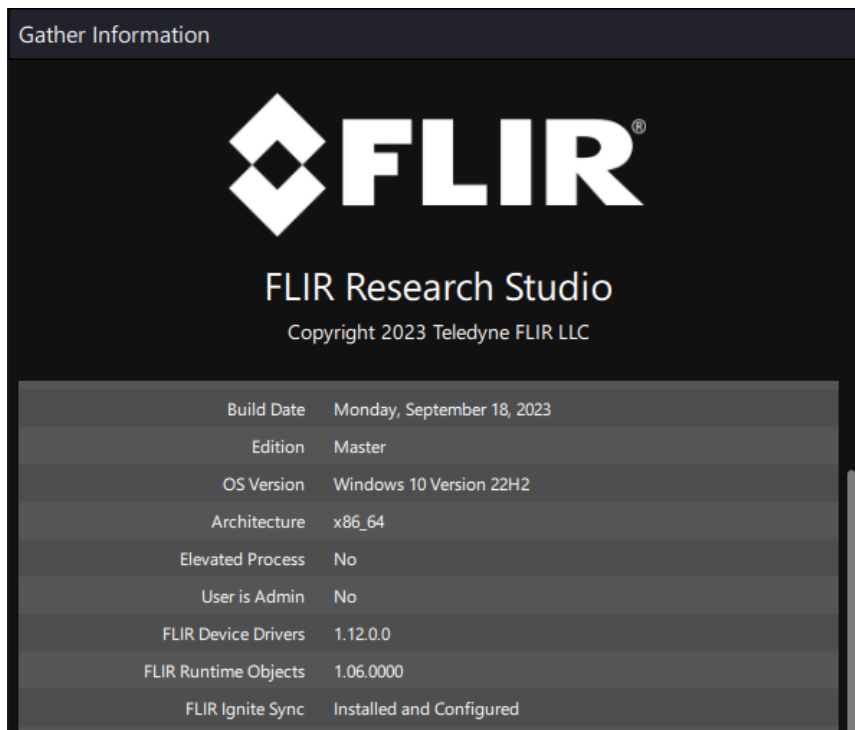 Gather Information
FLIR®
FLIR Research Studio
Copyright 2023 Teledyne FLIR LLC
Build Date Monday, September 18, 2023
Edition Master
OS Version Windows 10 Version 22H2
Architecture x86_64
Elevated Process No
User is Admin No
FLIR Device Drivers 1.12.0.0
FLIR Runtime Objects 1.06.0000
FLIR Ignite Sync Installed and Configured